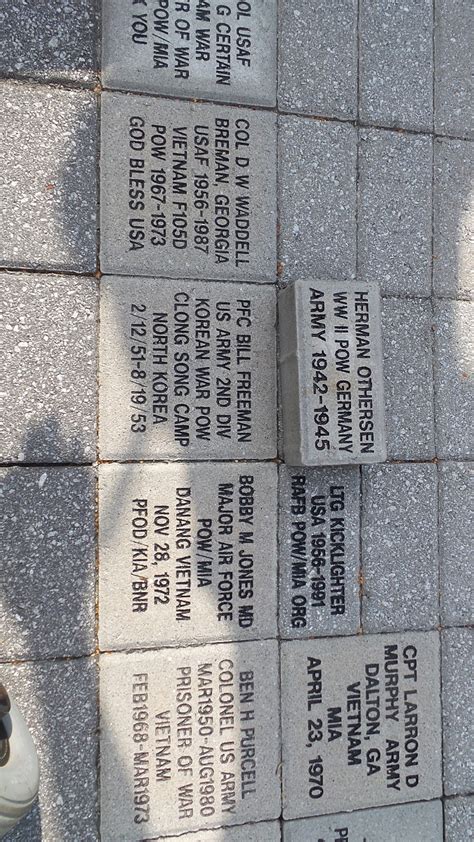 USAF
CERTAIN
WAR
OF WAR
POW/MIA
YOU
COL D W WADDELL
BREMAN, GEORGIA
USAF 1956-1987
VIETNAM F105D
POW 1967-1973
GOD BLESS USA
PFC BILL FREEMAN
US ARMY 2ND DIV
KOREAN WAR POW
CLONG SONG CAMP
NORTH KOREA
2/12/51-8/19/53
HERMAN OTHERSEN
WW II POW GERMANY
ARMY 1942-1945
BOBBY M JONES MD
MAJOR AIR FORCE
POW/MIA
DANANG VIETNAM
NOV 28, 1972
PFOD/KIA/BNR
LTG KICKLIGHTER
USA 1956-1991
RAFB POW/MIA ORG
BEN H PURCELL
COLONEL US ARMY
MAR1950-AUG1980
PRISONER OF WAR
VIETNAM
FEB1968-MAR1973
CPT LARRON D
MURPHY ARMY
DALTON, GA
VIETNAM
MIA
APRIL 23, 1970